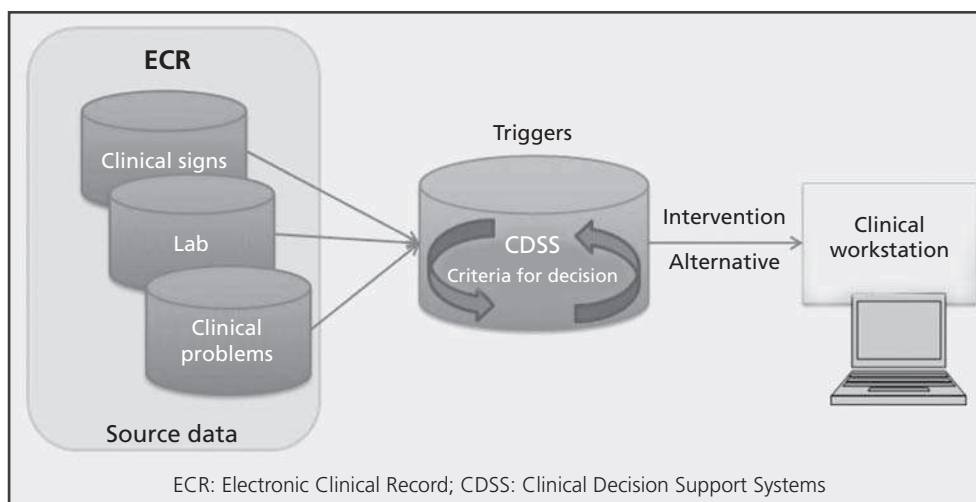 ECR
Clinical signs
Lab
Clinical
problems
Source data
Triggers
CDSS
Criteria for decision
Intervention
Alternative
Clinical
workstation
ECR: Electronic Clinical Record; CDSS: Clinical Decision Support Systems